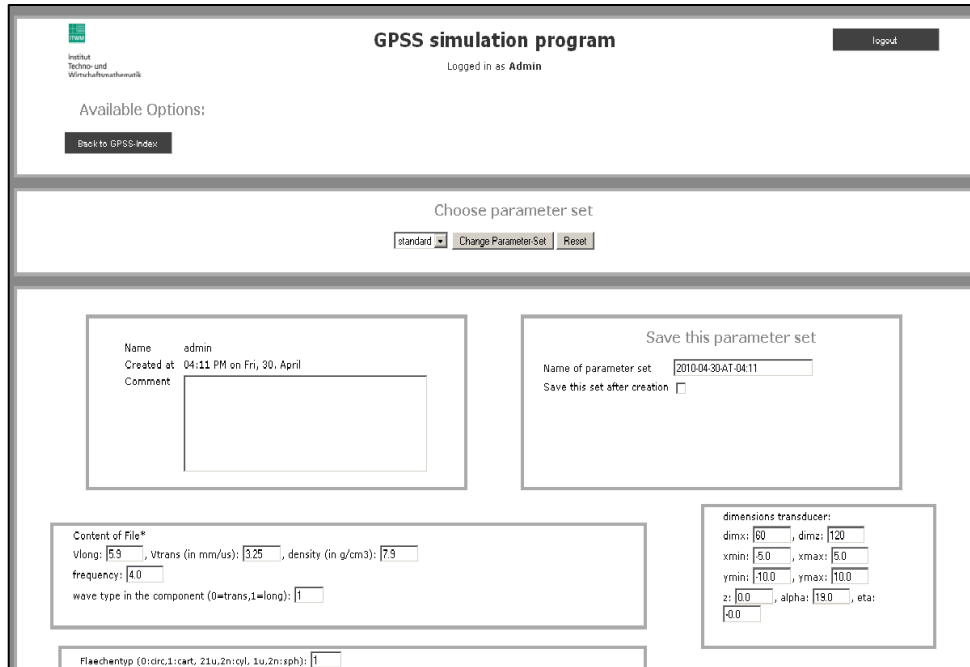 ITWM
Institut
Techno- und
Wirtschaftsmathematik
GPSS simulation program
Logged in as Admin
logout
Available Options:
Back to GPSS-Index
Choose parameter set
standard Change Parameter-Set Reset
Name admin
Created at 04:11 PM on Fri, 30. April
Comment
Save this parameter set
Name of parameter set 2010-04-30-AT-04:11
Save this set after creation
Content of File*
Vlong: 5.9 , Vtrans (in mm/us): 3.25 , density (in g/cm3): 7.9
frequency: 4.0
wave type in the component (0=trans,1=long): 1
dimensions transducer:
dimx: 60 , dimz: 120
xmin: -5.0 , xmax: 5.0
ymin: -10.0 , ymax: 10.0
z: 0.0 , alpha: 19.0 , eta:
-0.0
Flaechentyp (0:circ,1:cart, 21u,2n:cyl, 1u,2n:sph): 1